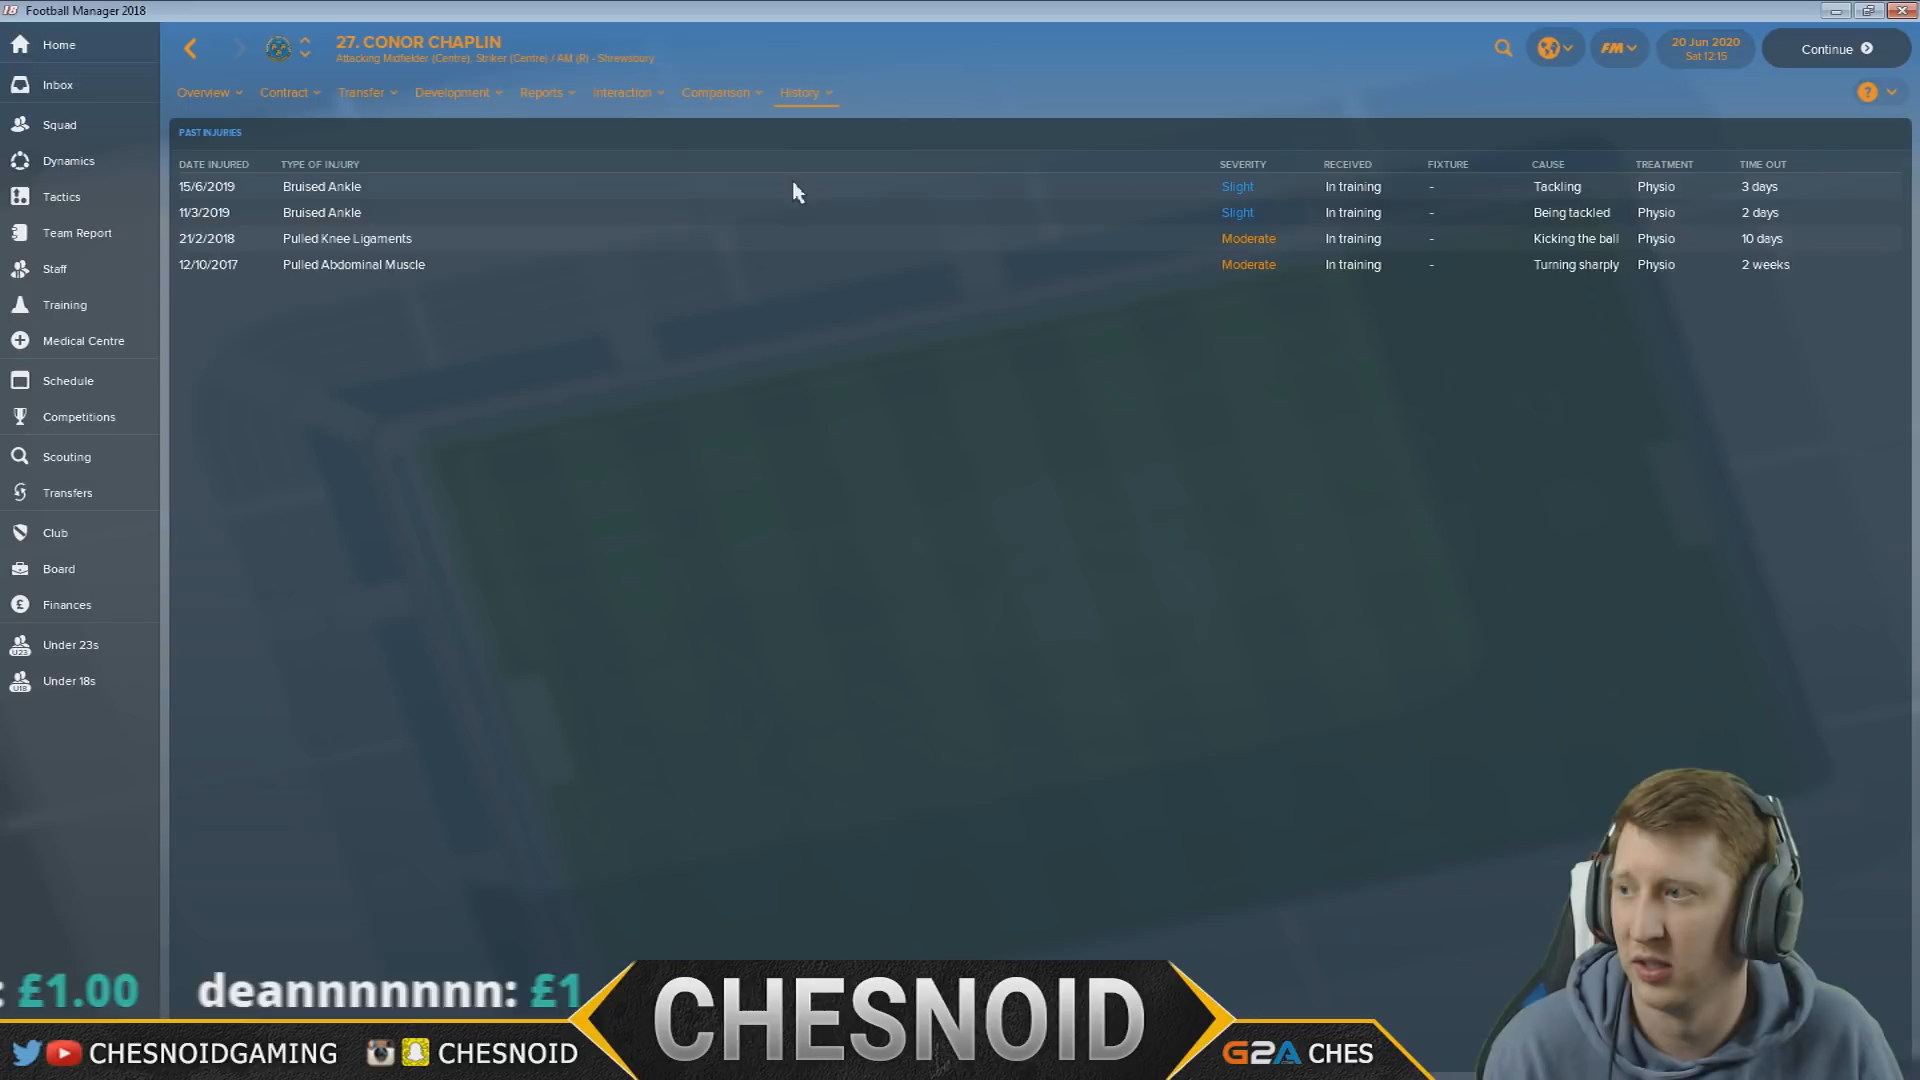 Football Manager 2018
Home
Inbox
Squad
Dynamics
Tactics
Team Report
Staff
Training
Medical Centre
Schedule
Competitions
Scouting
Transfers
Club
Board
Finances
Under 23s
Under 18s
27. CONOR CHAPLIN
Attacking Midfielder (Centre), Striker (Centre) / AM (R) - Shrewsbury
FM
20 Jun 2020
Sat 12:15
Continue
Overview Contract Transfer Development Reports Interaction Comparison History
?
PAST INJURIES
DATE INJURED TYPE OF INJURY SEVERITY RECEIVED FIXTURE CAUSE TREATMENT TIME OUT
15/6/2019 Bruised Ankle Slight In training - Tackling Physio 3 days
11/3/2019 Bruised Ankle Slight In training - Being tackled Physio 2 days
21/2/2018 Pulled Knee Ligaments Moderate In training - Kicking the ball Physio 10 days
12/10/2017 Pulled Abdominal Muscle Moderate In training - Turning sharply Physio 2 weeks
: £1.00 deannnnnnn: £1
CHESNOID
CHESNOIDGAMING CHESNOID
G2A CHES